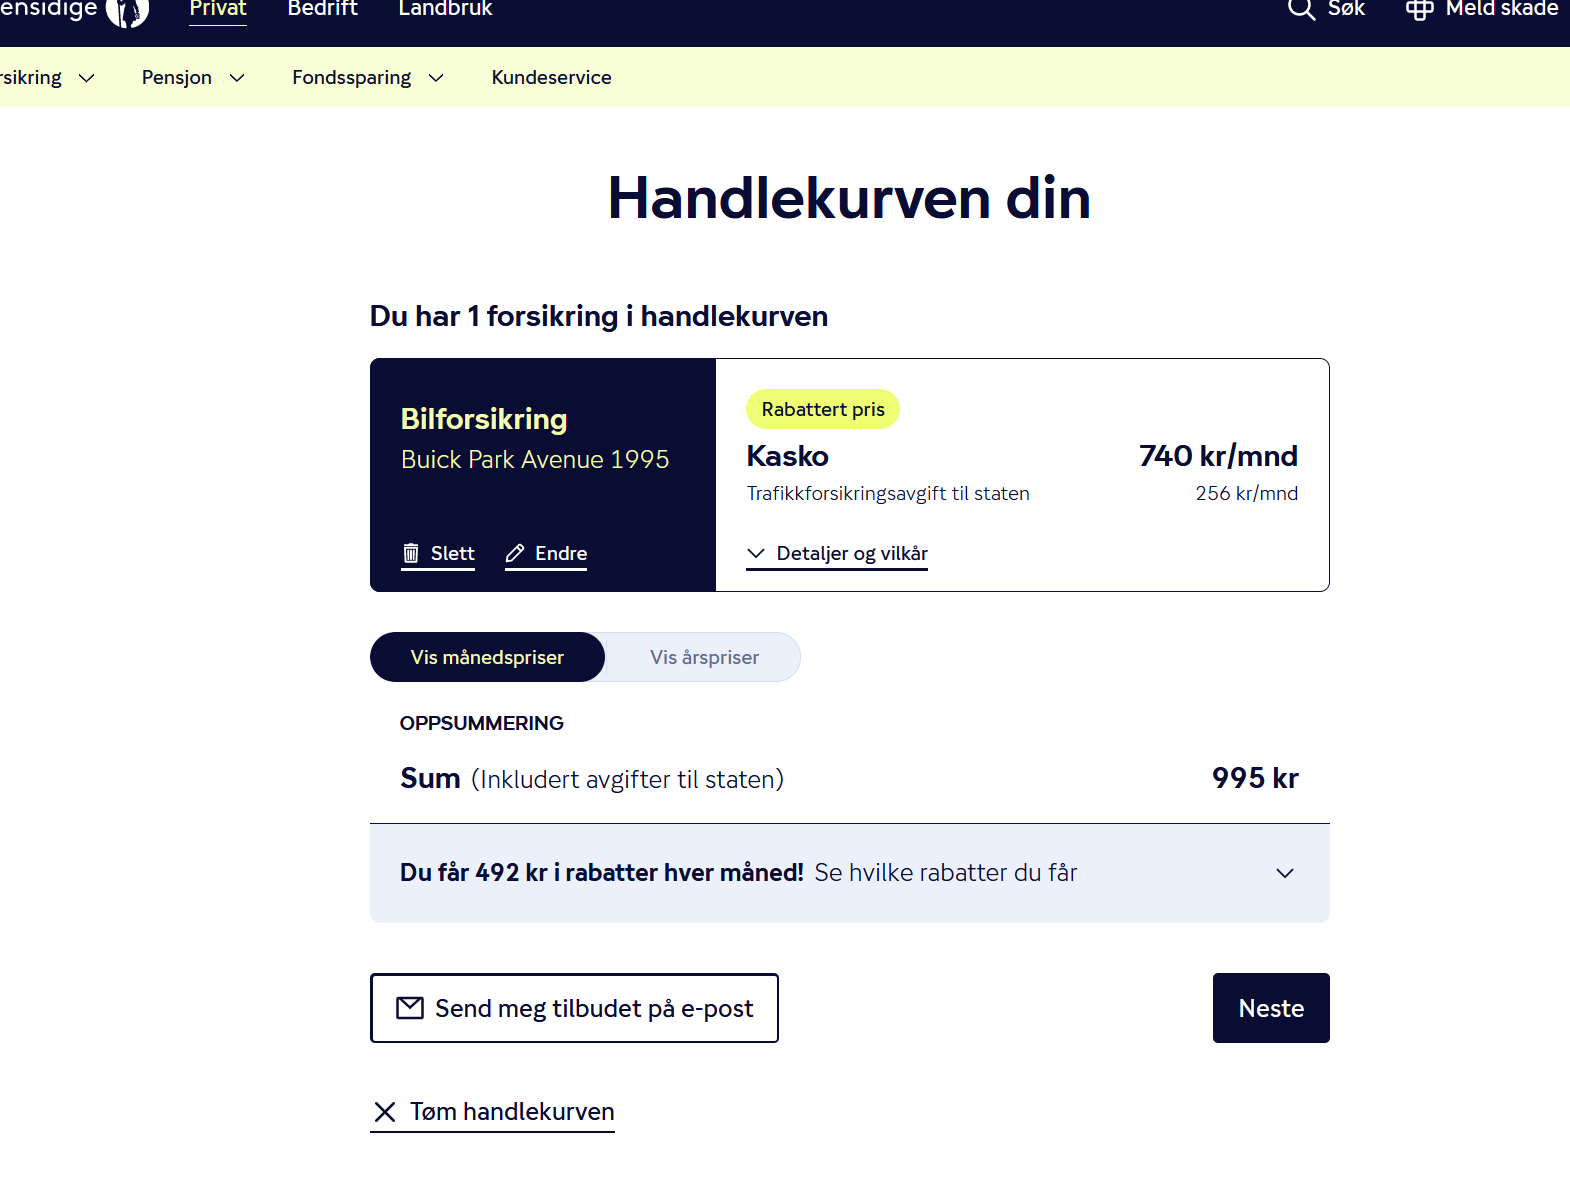 ensidige
Privat
Bedrift
Landbruk
Søk
Meld skade
rsikring
Pensjon
Fondssparing
Kundeservice
Handlekurven din
Du har 1 forsikring i handlekurven
Bilforsikring
Buick Park Avenue 1995
Slett
Endre
Rabattert pris
Kasko
740 kr/mnd
Trafikkforsikringsavgift til staten
256 kr/mnd
Detaljer og vilkår
Vis månedspriser
Vis årspriser
OPPSUMMERING
Sum (Inkludert avgifter til staten)
995 kr
Du får 492 kr i rabatter hver måned! Se hvilke rabatter du får
Send meg tilbudet på e-post
Neste
Tøm handlekurven